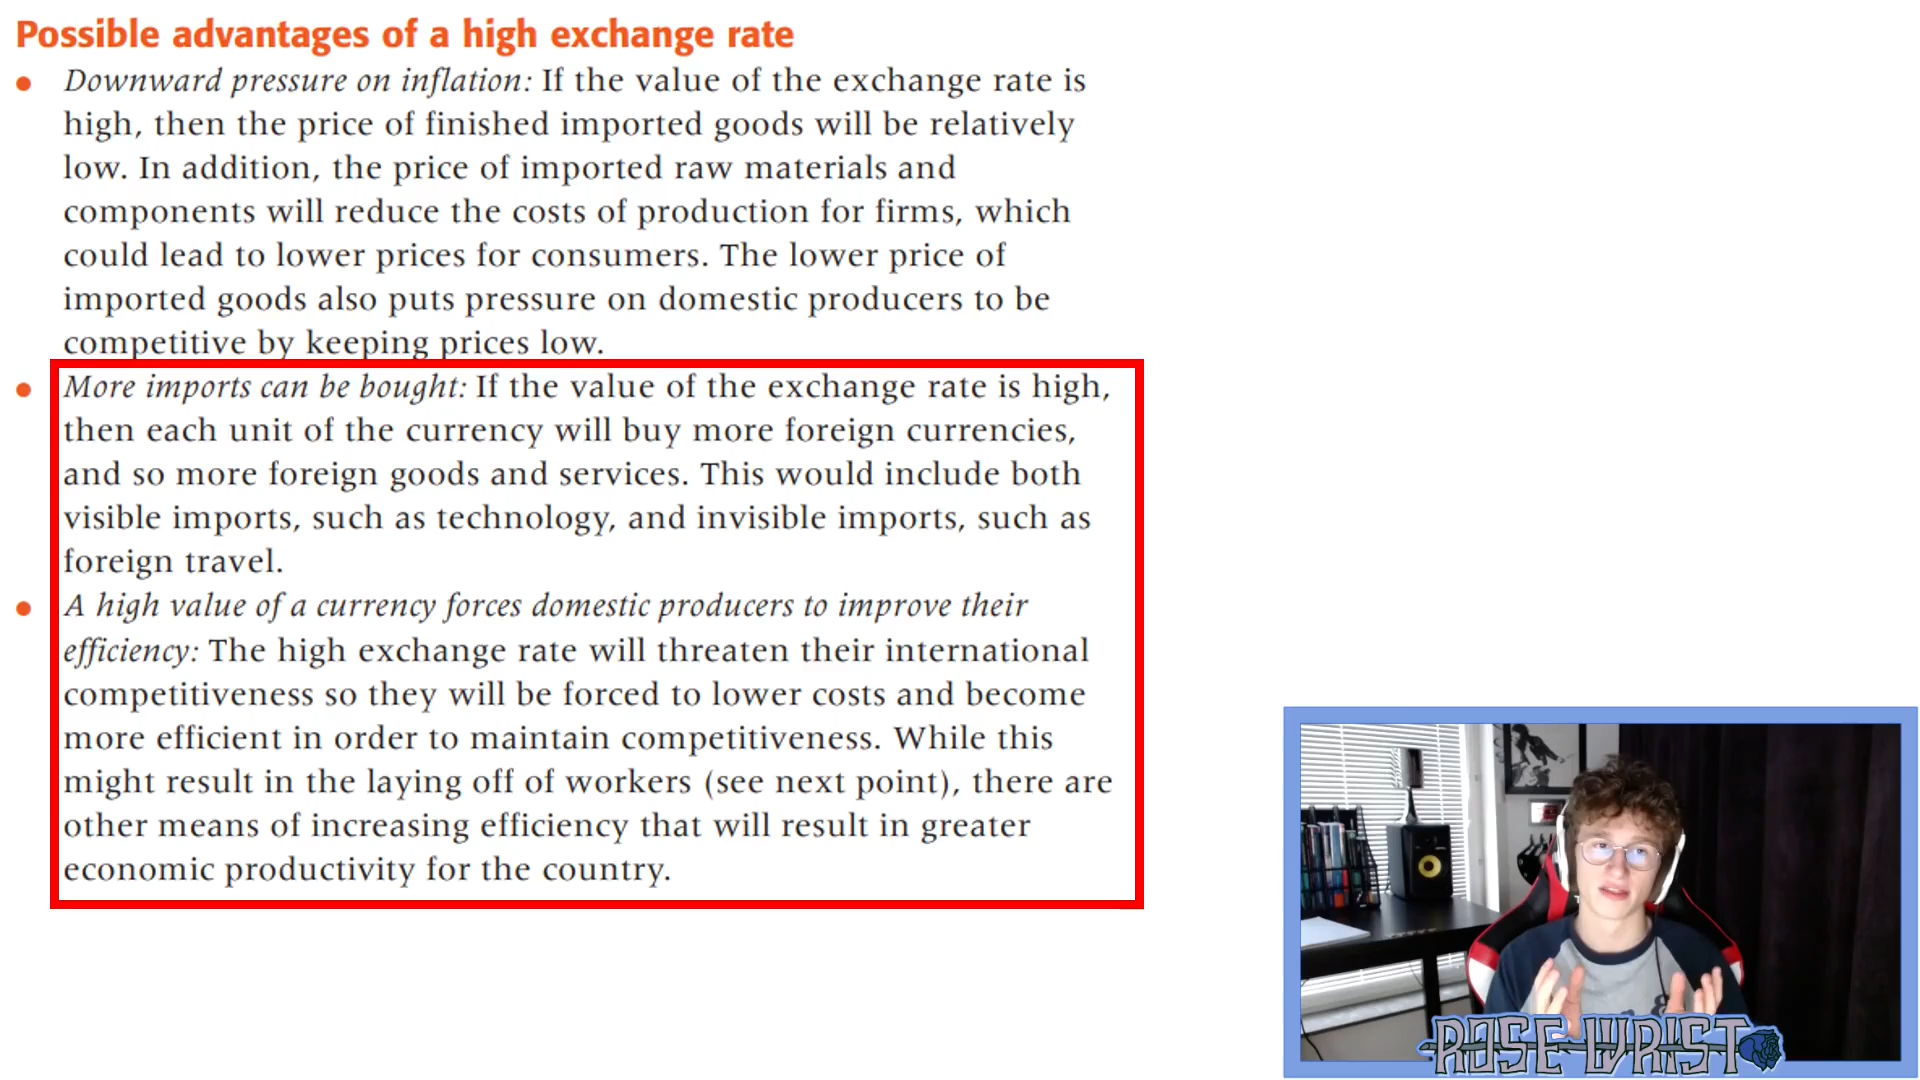 Possible advantages of a high exchange rate
• Downward pressure on inflation: If the value of the exchange rate is
high, then the price of finished imported goods will be relatively
low. In addition, the price of imported raw materials and
components will reduce the costs of production for firms, which
could lead to lower prices for consumers. The lower price of
imported goods also puts pressure on domestic producers to be
competitive by keeping prices low.
• More imports can be bought: If the value of the exchange rate is high,
then each unit of the currency will buy more foreign currencies,
and so more foreign goods and services. This would include both
visible imports, such as technology, and invisible imports, such as
foreign travel.
• A high value of a currency forces domestic producers to improve their
efficiency: The high exchange rate will threaten their international
competitiveness so they will be forced to lower costs and become
more efficient in order to maintain competitiveness. While this
might result in the laying off of workers (see next point), there are
other means of increasing efficiency that will result in greater
economic productivity for the country.
ROSE WRIST